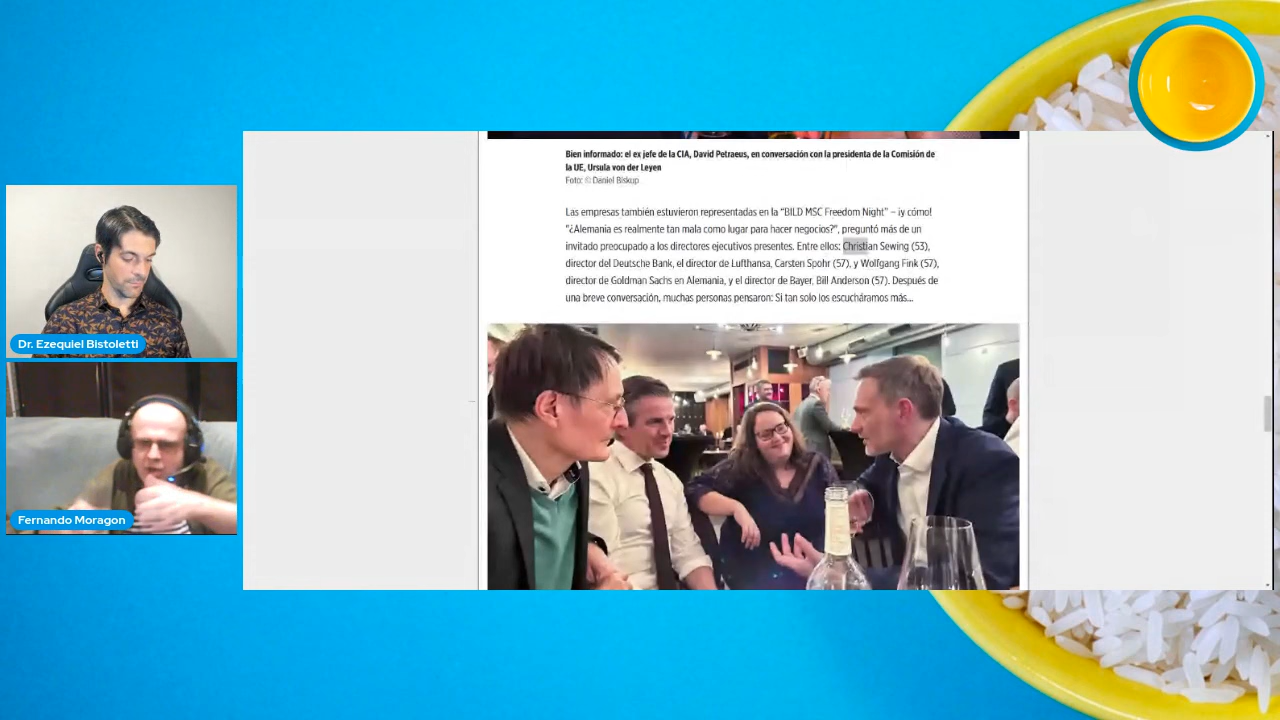 Bien informado: el ex jefe de la CIA, David Petraeus, en conversación con la presidenta de la Comisión de
la UE, Ursula von der Leyen
Foto: © Daniel Biskup
Las empresas también estuvieron representadas en la “BILD MSC Freedom Night” – ¡y cómo!
“¿Alemania es realmente tan mala como lugar para hacer negocios?”, preguntó más de un
invitado preocupado a los directores ejecutivos presentes. Entre ellos: Christian Sewing (53),
director del Deutsche Bank, el director de Lufthansa, Carsten Spohr (57), y Wolfgang Fink (57),
director de Goldman Sachs en Alemania, y el director de Bayer, Bill Anderson (57). Después de
una breve conversación, muchas personas pensaron: Si tan solo los escucháramos más...
Dr. Ezequiel Bistoletti
Fernando Moragon